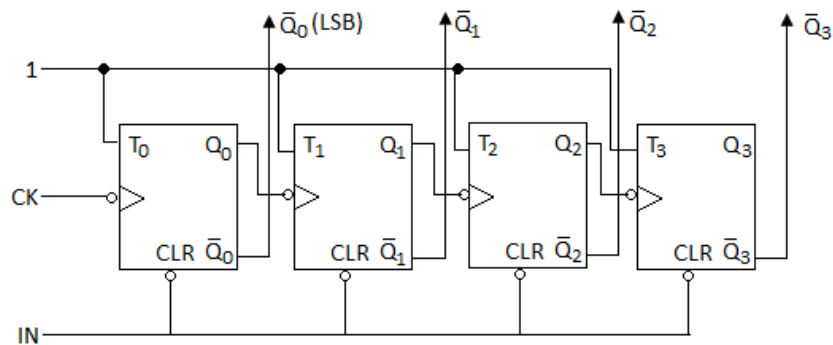 Q̄₀ (LSB) Q̄₁ Q̄₂ Q̄₃
1
T₀ Q₀ T₁ Q₁ T₂ Q₂ T₃ Q₃
CK
CLR Q̄₀ CLR Q̄₁ CLR Q̄₂ CLR Q̄₃
IN